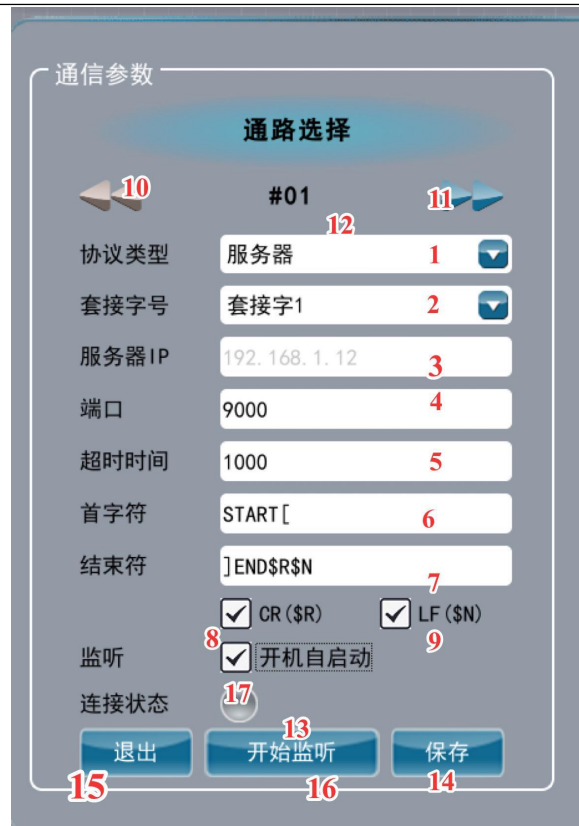 通信参数
通路选择
10 #01 11
12
协议类型 服务器 1
套接字号 套接字1 2
服务器IP 192.168.1.12 3
端口 9000 4
超时时间 1000 5
首字符 START[ 6
结束符 ]END$R$N 7
CR($R) LF($N)
8 9
监听 开机自启动
连接状态 17
13
退出 开始监听 保存
15 16 14